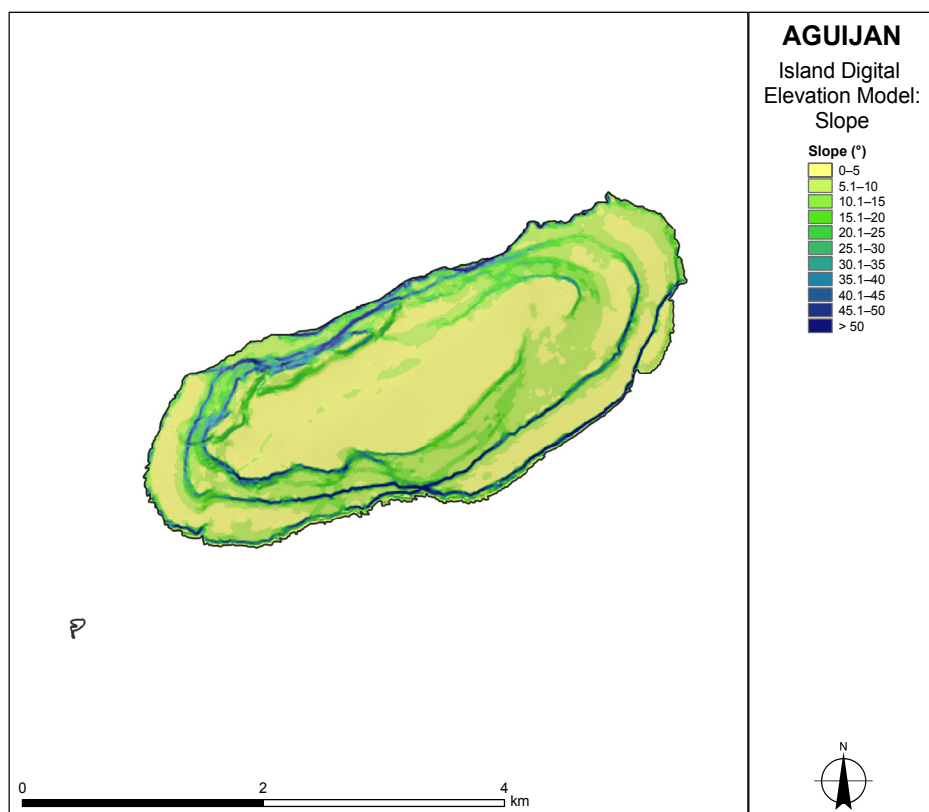 AGUIJAN
Island Digital
Elevation Model:
Slope
Slope (°)
0–5
5.1–10
10.1–15
15.1–20
20.1–25
25.1–30
30.1–35
35.1–40
40.1–45
45.1–50
> 50
N
0 2 4
km